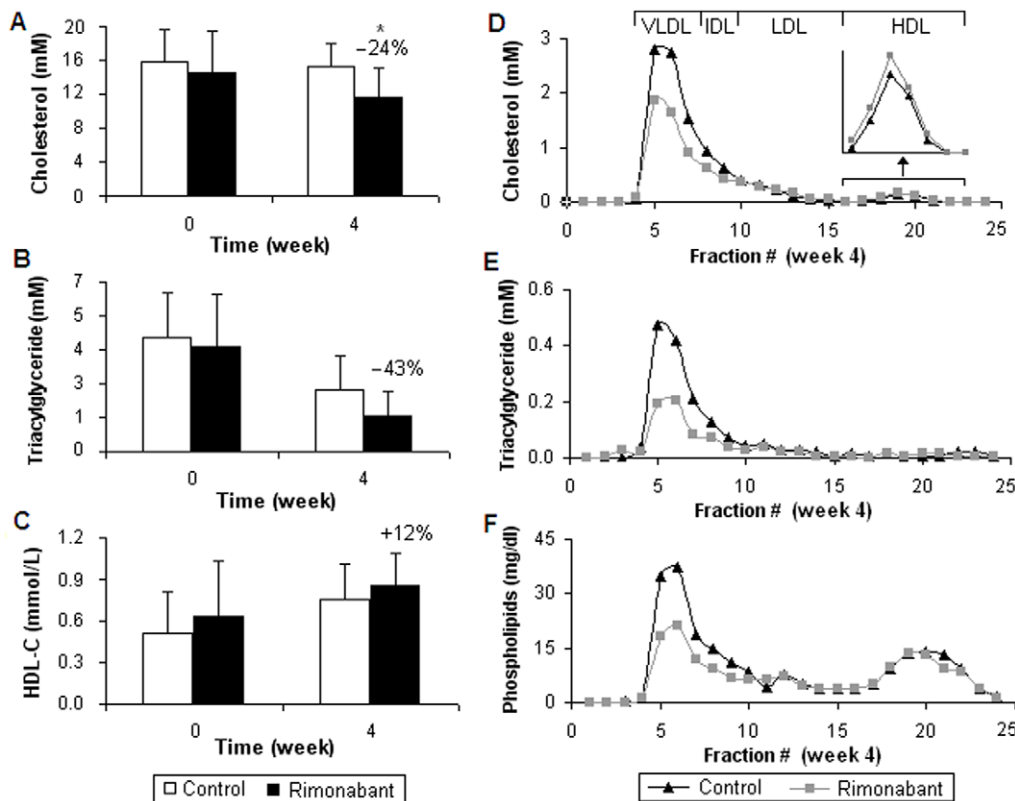 A
Cholesterol (mM)
20
16
12
8
4
0
*
–24%
0
4
Time (week)
B
Triacylglyceride (mM)
7
6
4
3
1
0
–43%
0
4
Time (week)
C
HDL-C (mmol/L)
1.2
0.9
0.6
0.3
0.0
+12%
0
4
Time (week)
Control
Rimonabant
D
VLDL
IDL
LDL
HDL
Cholesterol (mM)
3
2
1
0
0
5
10
15
20
25
Fraction # (week 4)
E
Triacylglyceride (mM)
0.6
0.4
0.2
0.0
0
5
10
15
20
25
Fraction # (week 4)
F
Phospholipids (mg/dl)
45
30
15
0
0
5
10
15
20
25
Fraction # (week 4)
Control
Rimonabant